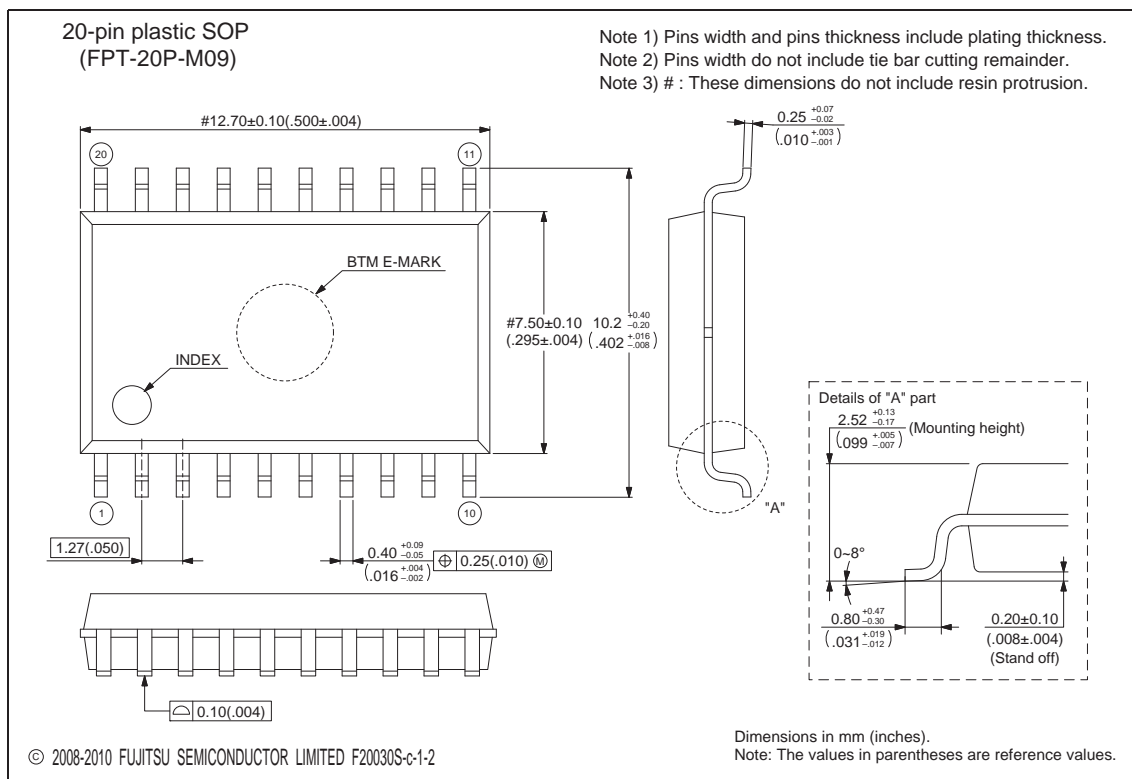 20-pin plastic SOP
(FPT-20P-M09)
Note 1) Pins width and pins thickness include plating thickness.
Note 2) Pins width do not include tie bar cutting remainder.
Note 3) # : These dimensions do not include resin protrusion.
#12.70±0.10(.500±.004)
0.25 +0.07 −0.02
(.010 +.003 −.001)
20
11
BTM E-MARK
INDEX
#7.50±0.10
(.295±.004)
10.2 +0.40 −0.20
(.402 +.016 −.008)
1
10
"A"
1.27(.050)
0.40 +0.09 −0.05
(.016 +.004 −.002)
⌖ 0.25(.010) Ⓜ
Details of "A" part
2.52 +0.13 −0.17 (Mounting height)
(.099 +.005 −.007)
0~8°
0.80 +0.47 −0.30
(.031 +.019 −.012)
0.20±0.10
(.008±.004)
(Stand off)
⌓ 0.10(.004)
© 2008-2010 FUJITSU SEMICONDUCTOR LIMITED F20030S-c-1-2
Dimensions in mm (inches).
Note: The values in parentheses are reference values.